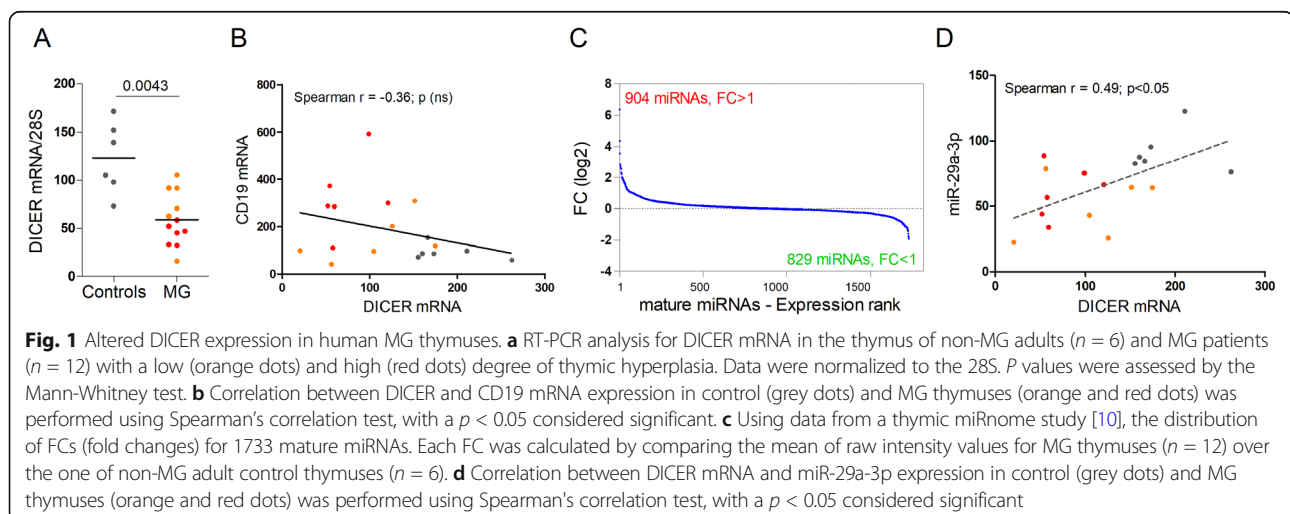 A
B
C
D
0.0043
200
150
100
50
0
DICER mRNA/28S
Controls MG
Spearman r = -0.36; p (ns)
800
600
400
200
0
CD19 mRNA
0 100 200 300
DICER mRNA
904 miRNAs, FC>1
829 miRNAs, FC<1
8
6
4
2
0
-2
-4
FC (log2)
1 500 1000 1500
mature miRNAs - Expression rank
Spearman r = 0.49; p<0.05
150
100
50
0
miR-29a-3p
0 100 200 300
DICER mRNA
Fig. 1 Altered DICER expression in human MG thymuses. a RT-PCR analysis for DICER mRNA in the thymus of non-MG adults (n = 6) and MG patients
(n = 12) with a low (orange dots) and high (red dots) degree of thymic hyperplasia. Data were normalized to the 28S. P values were assessed by the
Mann-Whitney test. b Correlation between DICER and CD19 mRNA expression in control (grey dots) and MG thymuses (orange and red dots) was
performed using Spearman’s correlation test, with a p < 0.05 considered significant. c Using data from a thymic miRnome study [10], the distribution
of FCs (fold changes) for 1733 mature miRNAs. Each FC was calculated by comparing the mean of raw intensity values for MG thymuses (n = 12) over
the one of non-MG adult control thymuses (n = 6). d Correlation between DICER mRNA and miR-29a-3p expression in control (grey dots) and MG
thymuses (orange and red dots) was performed using Spearman's correlation test, with a p < 0.05 considered significant